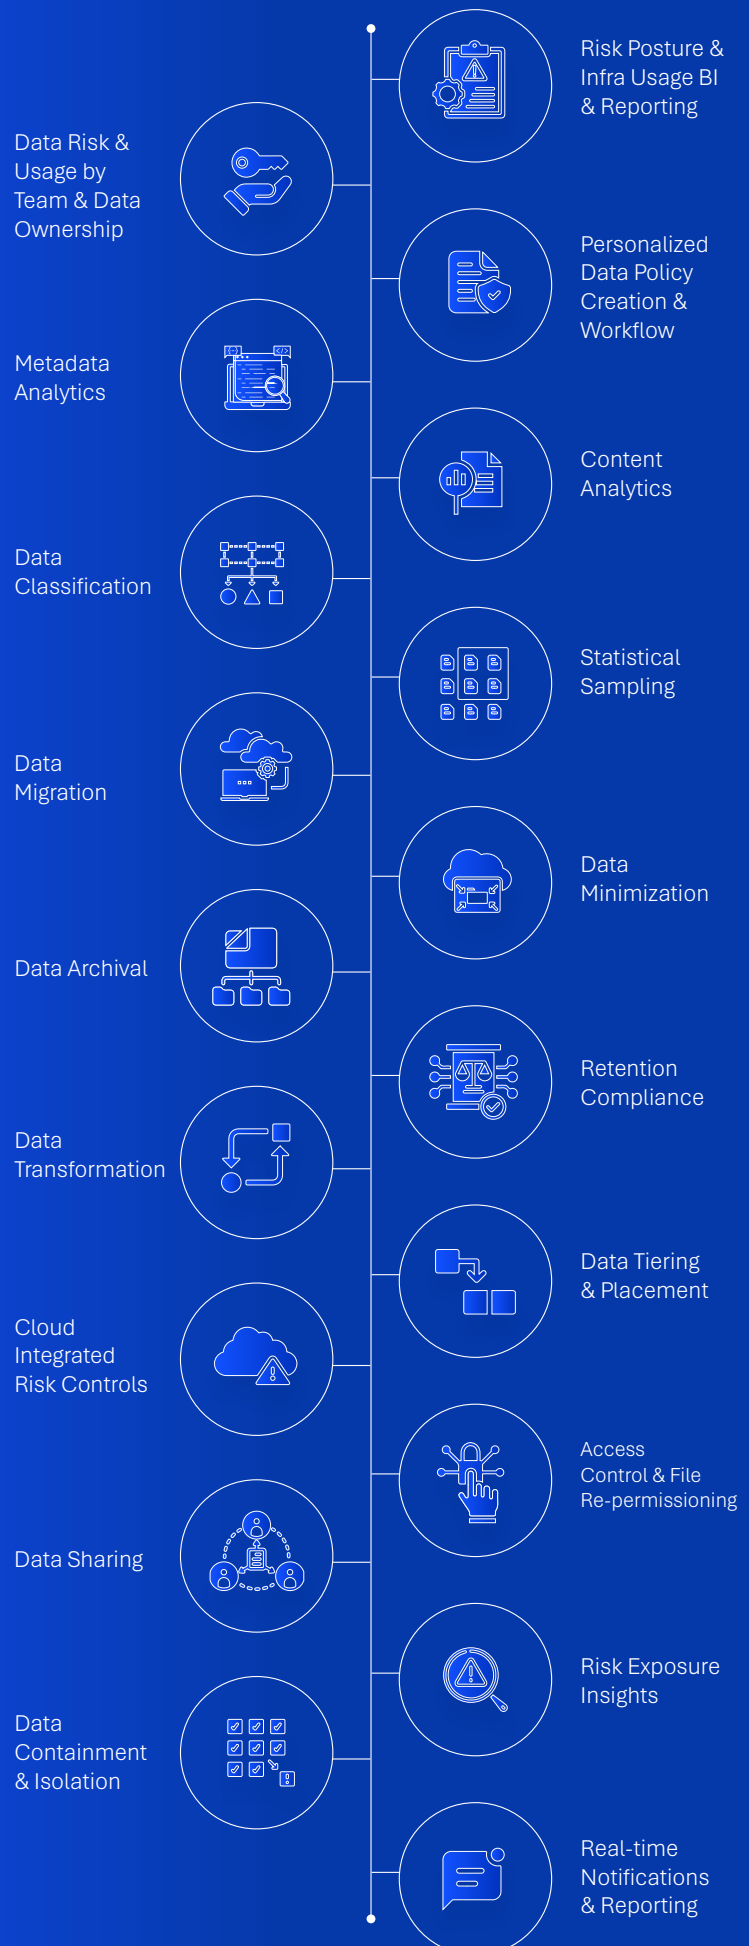 Risk Posture &
Infra Usage BI
& Reporting
Data Risk &
Usage by
Team & Data
Ownership
Personalized
Data Policy
Creation &
Workflow
Metadata
Analytics
Content
Analytics
Data
Classification
Statistical
Sampling
Data
Migration
Data
Minimization
Data Archival
Retention
Compliance
Data
Transformation
Data Tiering
& Placement
Cloud
Integrated
Risk Controls
Access
Control & File
Re-permissioning
Data Sharing
Risk Exposure
Insights
Data
Containment
& Isolation
Real-time
Notifications
& Reporting